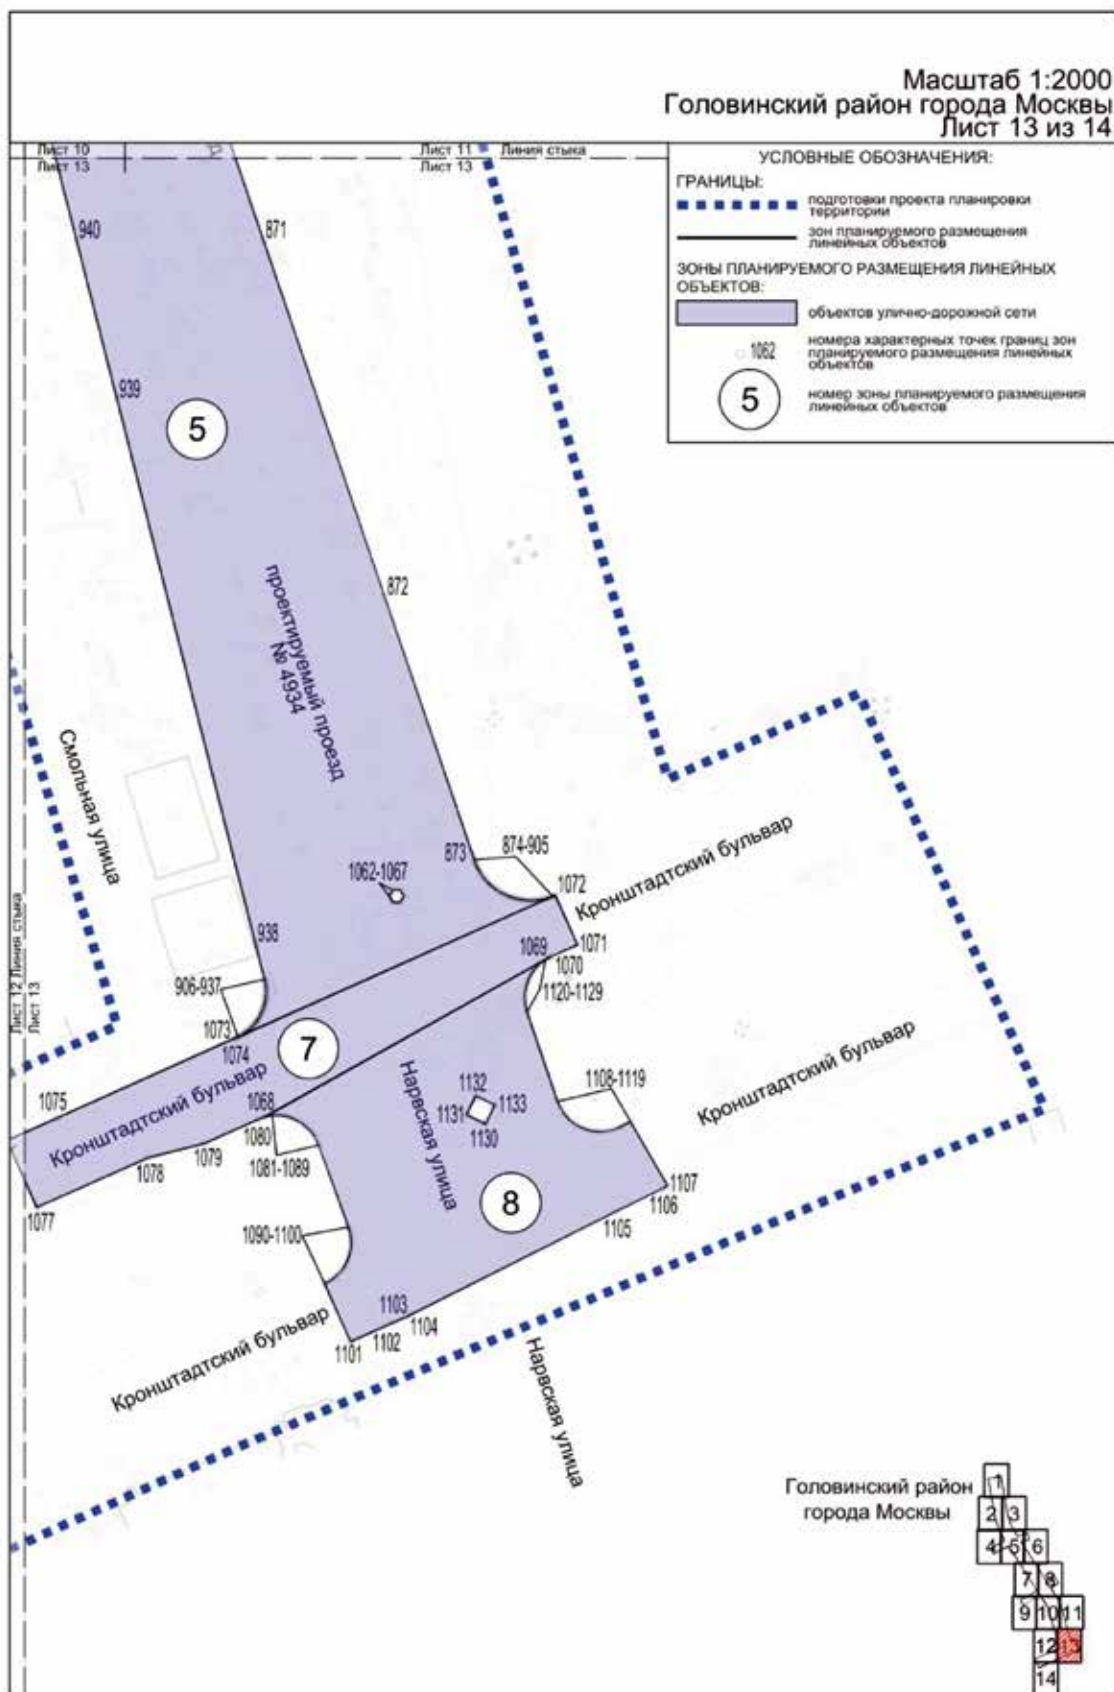 Масштаб 1:2000
Головинский район города Москвы
Лист 13 из 14
Лист 10
Лист 13
Лист 11
Лист 13
Линия стыка
УСЛОВНЫЕ ОБОЗНАЧЕНИЯ:
ГРАНИЦЫ:
подготовки проекта планировки
территории
зон планируемого размещения
линейных объектов
ЗОНЫ ПЛАНИРУЕМОГО РАЗМЕЩЕНИЯ ЛИНЕЙНЫХ
ОБЪЕКТОВ:
объектов улично-дорожной сети
1062
номера характерных точек границ зон
планируемого размещения линейных
объектов
5
номер зоны планируемого размещения
линейных объектов
940
871
939
5
872
проектируемый проезд
№ 4934
Смольная улица
873
874-905
1062-1067
1072
Кронштадтский бульвар
938
1069
1071
1070
906-937
1120-1129
Лист 12
Линия стыка
Лист 13
1073
1074
7
Кронштадтский бульвар
1075
1068
Кронштадтский бульвар
Нарвская улица
1132
1131
1133
1130
1108-1119
1080
1079
1081-1089
1078
1077
8
1107
1106
1105
1090-1100
1103
1104
1102
1101
Кронштадтский бульвар
Нарвская улица
Головинский район
города Москвы
1
2
3
4
5
6
7
8
9
10
11
12
14